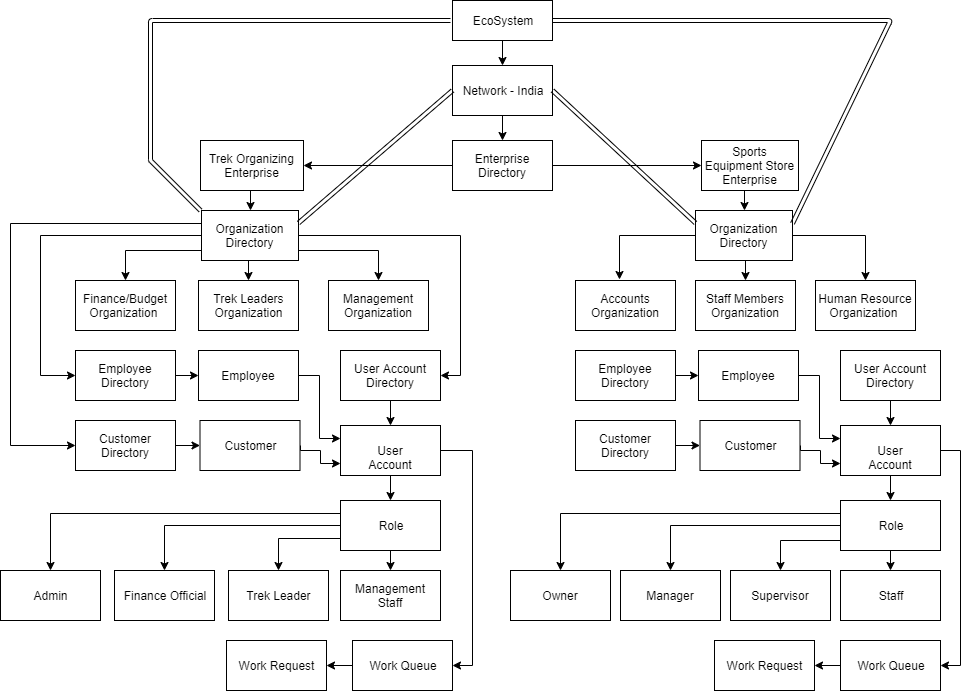 EcoSystem
Network - India
Trek Organizing
Enterprise
Enterprise
Directory
Sports
Equipment Store
Enterprise
Organization
Directory
Organization
Directory
Finance/Budget
Organization
Trek Leaders
Organization
Management
Organization
Accounts
Organization
Staff Members
Organization
Human Resource
Organization
Employee
Directory
Employee
User Account
Directory
Employee
Directory
Employee
User Account
Directory
Customer
Directory
Customer
User
Account
Customer
Directory
Customer
User
Account
Role
Role
Admin
Finance Official
Trek Leader
Management
Staff
Owner
Manager
Supervisor
Staff
Work Request
Work Queue
Work Request
Work Queue